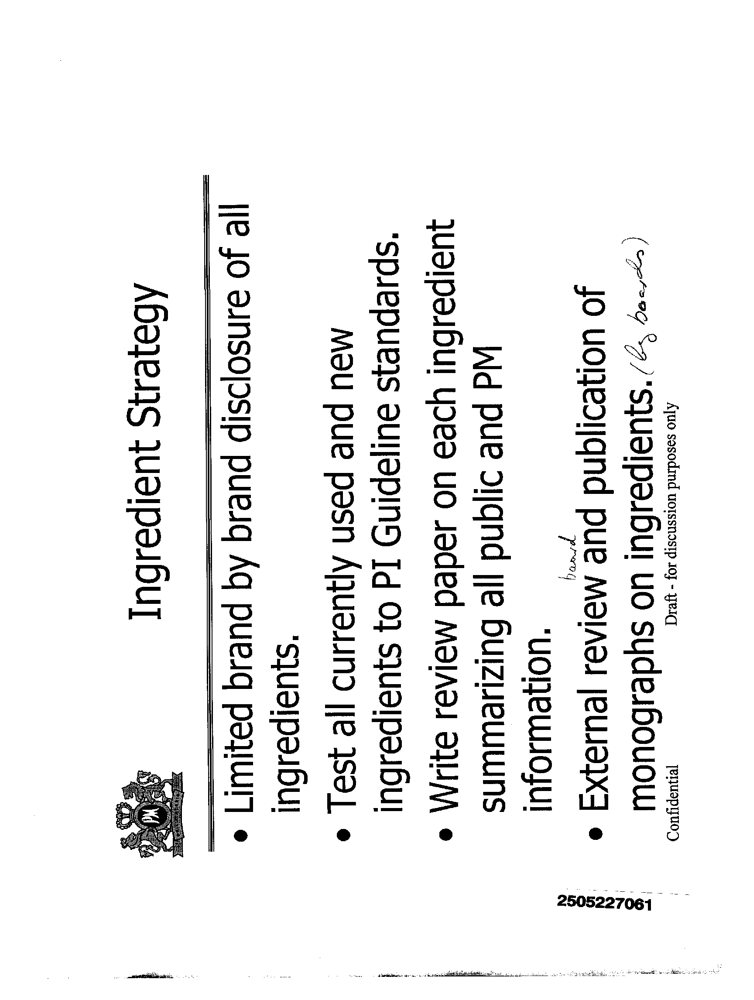 Ingredient Strategy
• Limited brand by brand disclosure of all
ingredients.
• Test all currently used and new
ingredients to PI Guideline standards.
• Write review paper on each ingredient
summarizing all public and PM
information.
board
• External review and publication of
monographs on ingredients. (by boards)
Confidential Draft - for discussion purposes only
2505227061